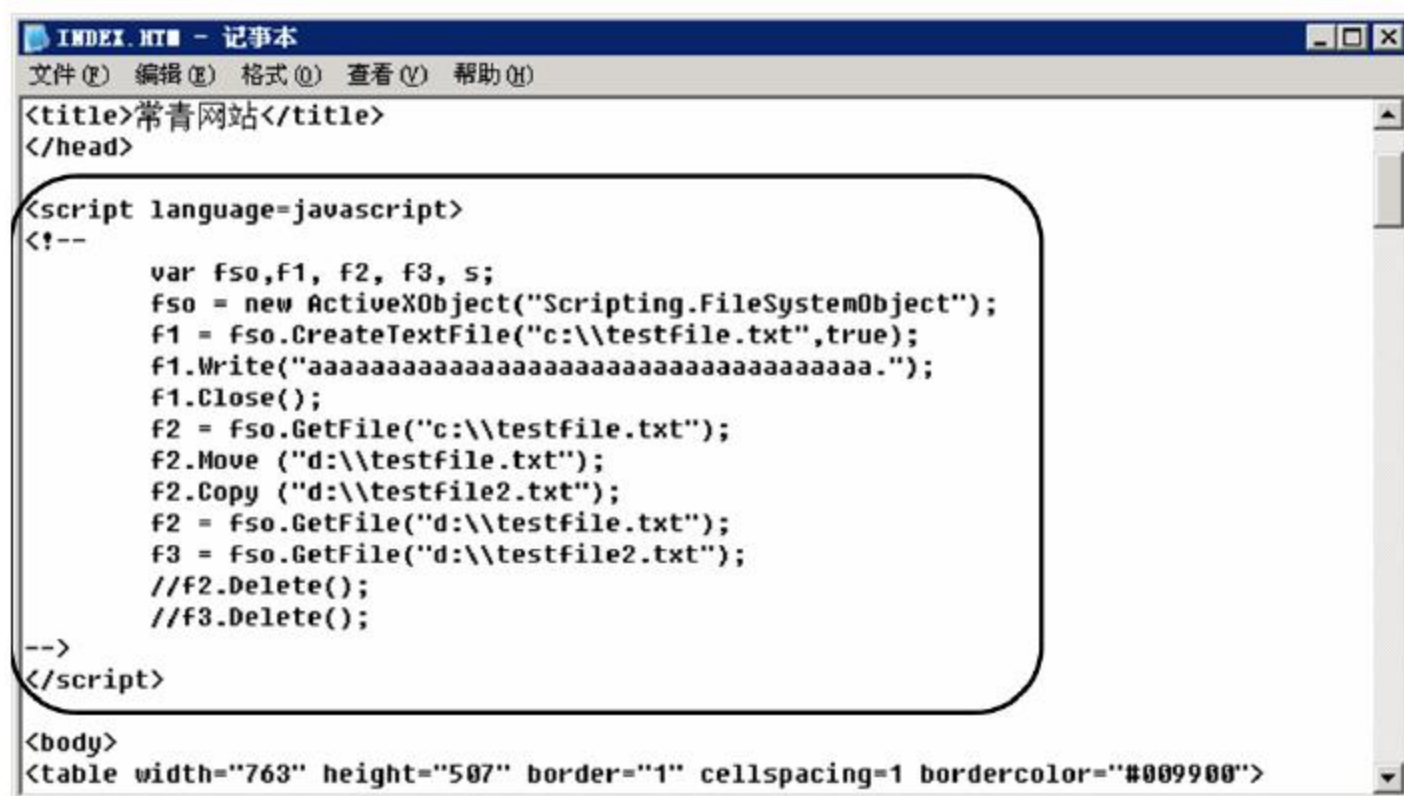 INDEX.HTM - 记事本
文件(F) 编辑(E) 格式(O) 查看(V) 帮助(H)
<title>常青网站</title>
</head>
<script language=javascript>
<!--
var fso,f1, f2, f3, s;
fso = new ActiveXObject("Scripting.FileSystemObject");
f1 = fso.CreateTextFile("c:\\testfile.txt",true);
f1.Write("aaaaaaaaaaaaaaaaaaaaaaaaaaaaaaaaaaaa.");
f1.Close();
f2 = fso.GetFile("c:\\testfile.txt");
f2.Move ("d:\\testfile.txt");
f2.Copy ("d:\\testfile2.txt");
f2 = fso.GetFile("d:\\testfile.txt");
f3 = fso.GetFile("d:\\testfile2.txt");
//f2.Delete();
//f3.Delete();
-->
</script>
<body>
<table width="763" height="507" border="1" cellspacing=1 bordercolor="#009900">